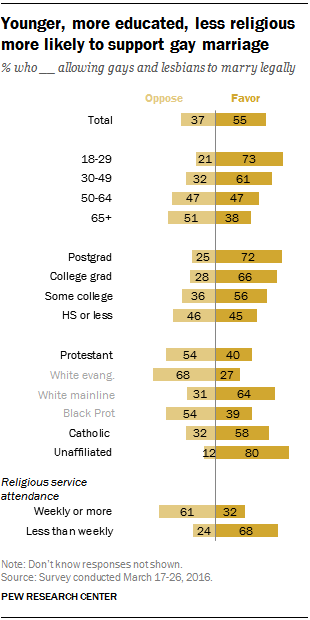 Younger, more educated, less religious
more likely to support gay marriage
% who __ allowing gays and lesbians to marry legally
Oppose Favor
Total 37 55
18-29 21 73
30-49 32 61
50-64 47 47
65+ 51 38
Postgrad 25 72
College grad 28 66
Some college 36 56
HS or less 46 45
Protestant 54 40
White evang. 68 27
White mainline 31 64
Black Prot 54 39
Catholic 32 58
Unaffiliated 12 80
Religious service
attendance
Weekly or more 61 32
Less than weekly 24 68
Note: Don't know responses not shown.
Source: Survey conducted March 17-26, 2016.
PEW RESEARCH CENTER